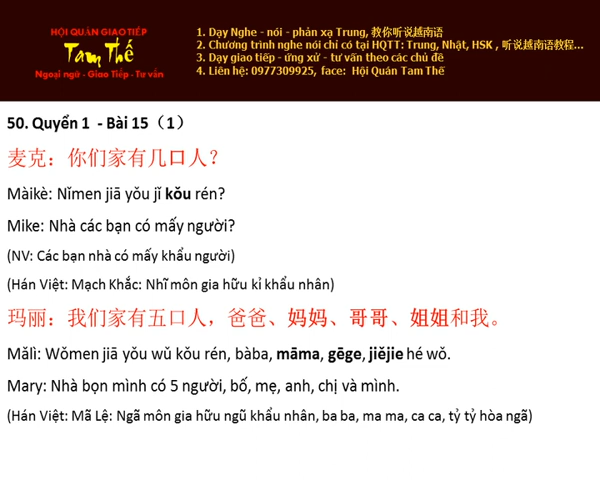 HỘI QUÁN GIAO TIẾP
Tam Thế
Ngoại ngữ - Giao Tiếp - Tư vấn
1. Dạy Nghe - nói - phản xạ Trung, 教你听说越南语
2. Chương trình nghe nói chỉ có tại HQTT: Trung, Nhật, HSK , 听说越南语教程...
3. Dạy giao tiếp - ứng xử - tư vấn theo các chủ đề
4. Liên hệ: 0977309925, face: Hội Quán Tam Thế
50. Quyển 1 - Bài 15（1）
麦克：你们家有几口人？
Màikè: Nǐmen jiā yǒu jǐ kǒu rén?
Mike: Nhà các bạn có mấy người?
(NV: Các bạn nhà có mấy khẩu người)
(Hán Việt: Mạch Khắc: Nhĩ môn gia hữu kỉ khẩu nhân)
玛丽：我们家有五口人，爸爸、妈妈、哥哥、姐姐和我。
Mǎlì: Wǒmen jiā yǒu wǔ kǒu rén, bàba, māma, gēge, jiějie hé wǒ.
Mary: Nhà bọn mình có 5 người, bố, mẹ, anh, chị và mình.
(Hán Việt: Mã Lệ: Ngã môn gia hữu ngũ khẩu nhân, ba ba, ma ma, ca ca, tỷ tỷ hòa ngã)